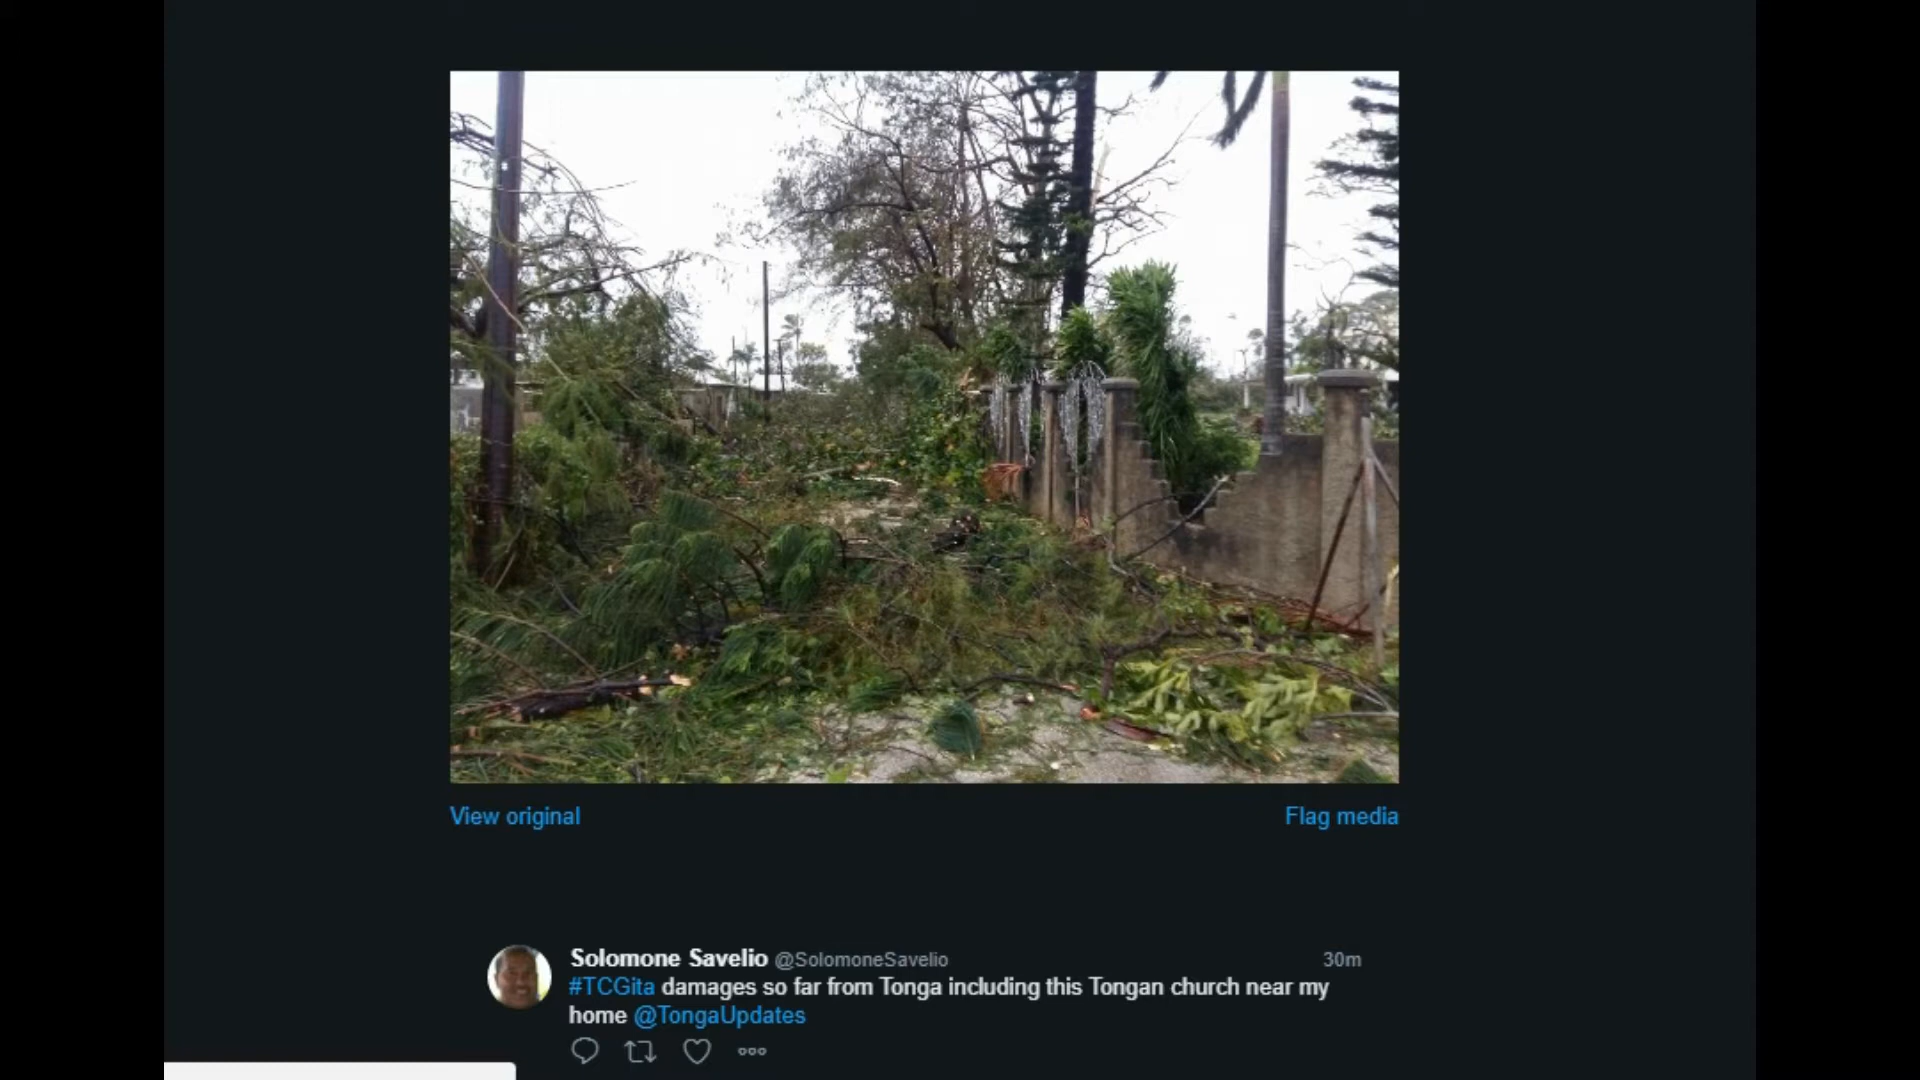 View original
Flag media
Solomone Savelio @SolomoneSavelio 30m
#TCGita damages so far from Tonga including this Tongan church near my
home @TongaUpdates